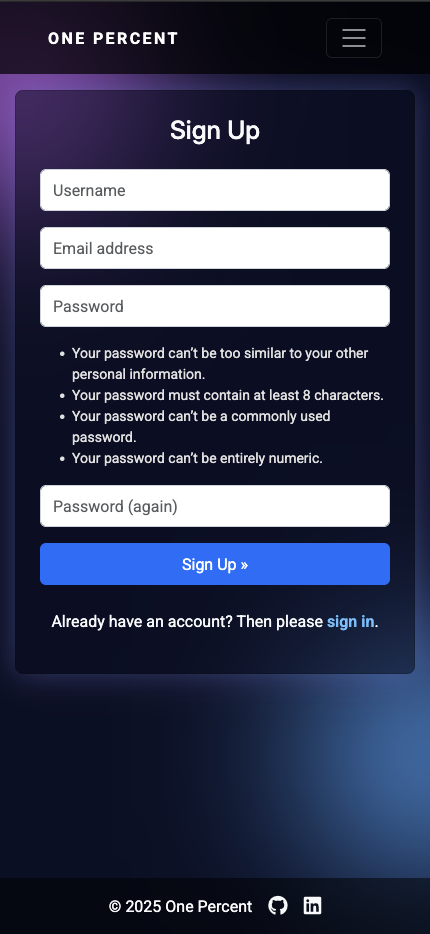 ONE PERCENT
Sign Up
Username
Email address
Password
• Your password can’t be too similar to your other
personal information.
• Your password must contain at least 8 characters.
• Your password can’t be a commonly used
password.
• Your password can’t be entirely numeric.
Password (again)
Sign Up »
Already have an account? Then please sign in.
© 2025 One Percent